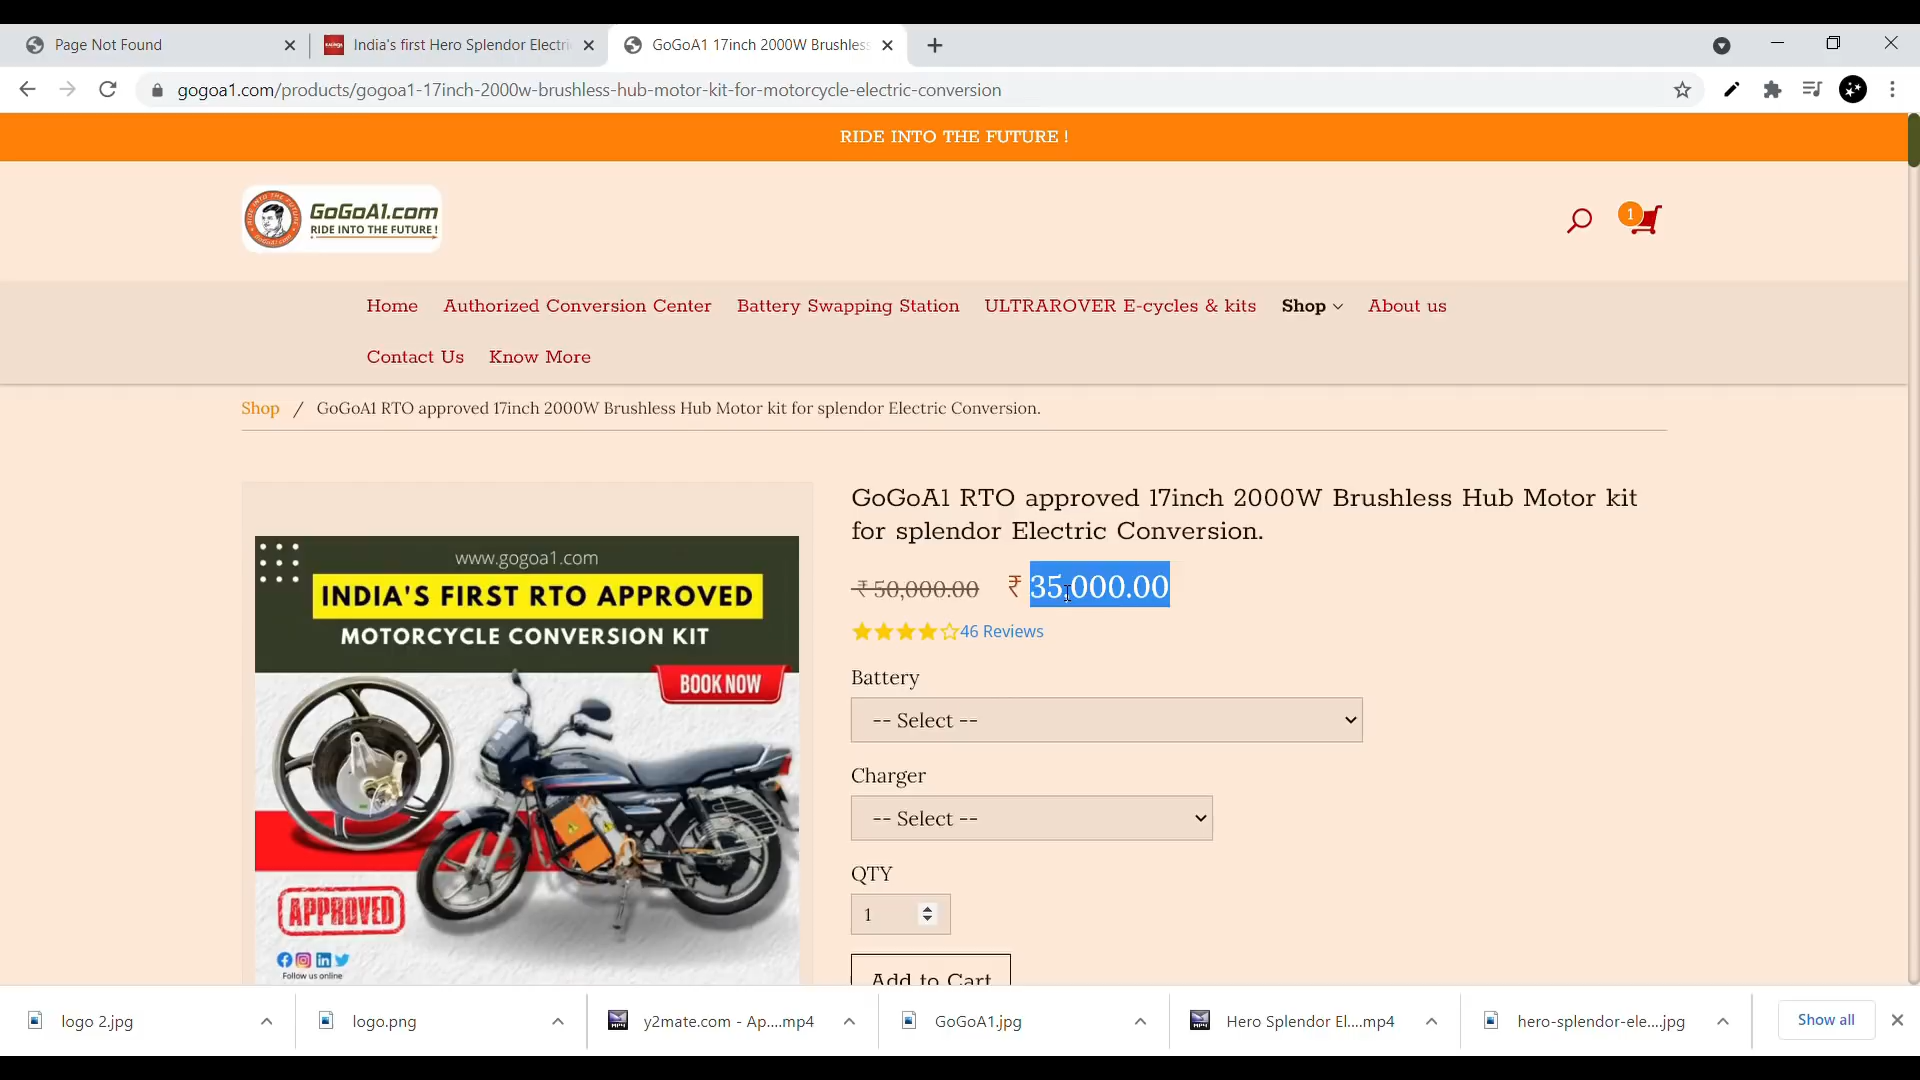 Page Not Found
India's first Hero Splendor Electri
GoGoA1 17inch 2000W Brushless
gogoa1.com/products/gogoa1-17inch-2000w-brushless-hub-motor-kit-for-motorcycle-electric-conversion
RIDE INTO THE FUTURE !
GoGoA1.com
RIDE INTO THE FUTURE !
1
Home Authorized Conversion Center Battery Swapping Station ULTRAROVER E-cycles & kits Shop About us
Contact Us Know More
Shop / GoGoA1 RTO approved 17inch 2000W Brushless Hub Motor kit for splendor Electric Conversion.
www.gogoa1.com
INDIA'S FIRST RTO APPROVED
MOTORCYCLE CONVERSION KIT
BOOK NOW
APPROVED
Follow us online
GoGoA1 RTO approved 17inch 2000W Brushless Hub Motor kit
for splendor Electric Conversion.
₹ 50,000.00 ₹ 35,000.00
46 Reviews
Battery
-- Select --
Charger
-- Select --
QTY
1
Add to Cart
logo 2.jpg
logo.png
y2mate.com - Ap....mp4
GoGoA1.jpg
Hero Splendor El....mp4
hero-splendor-ele....jpg
Show all